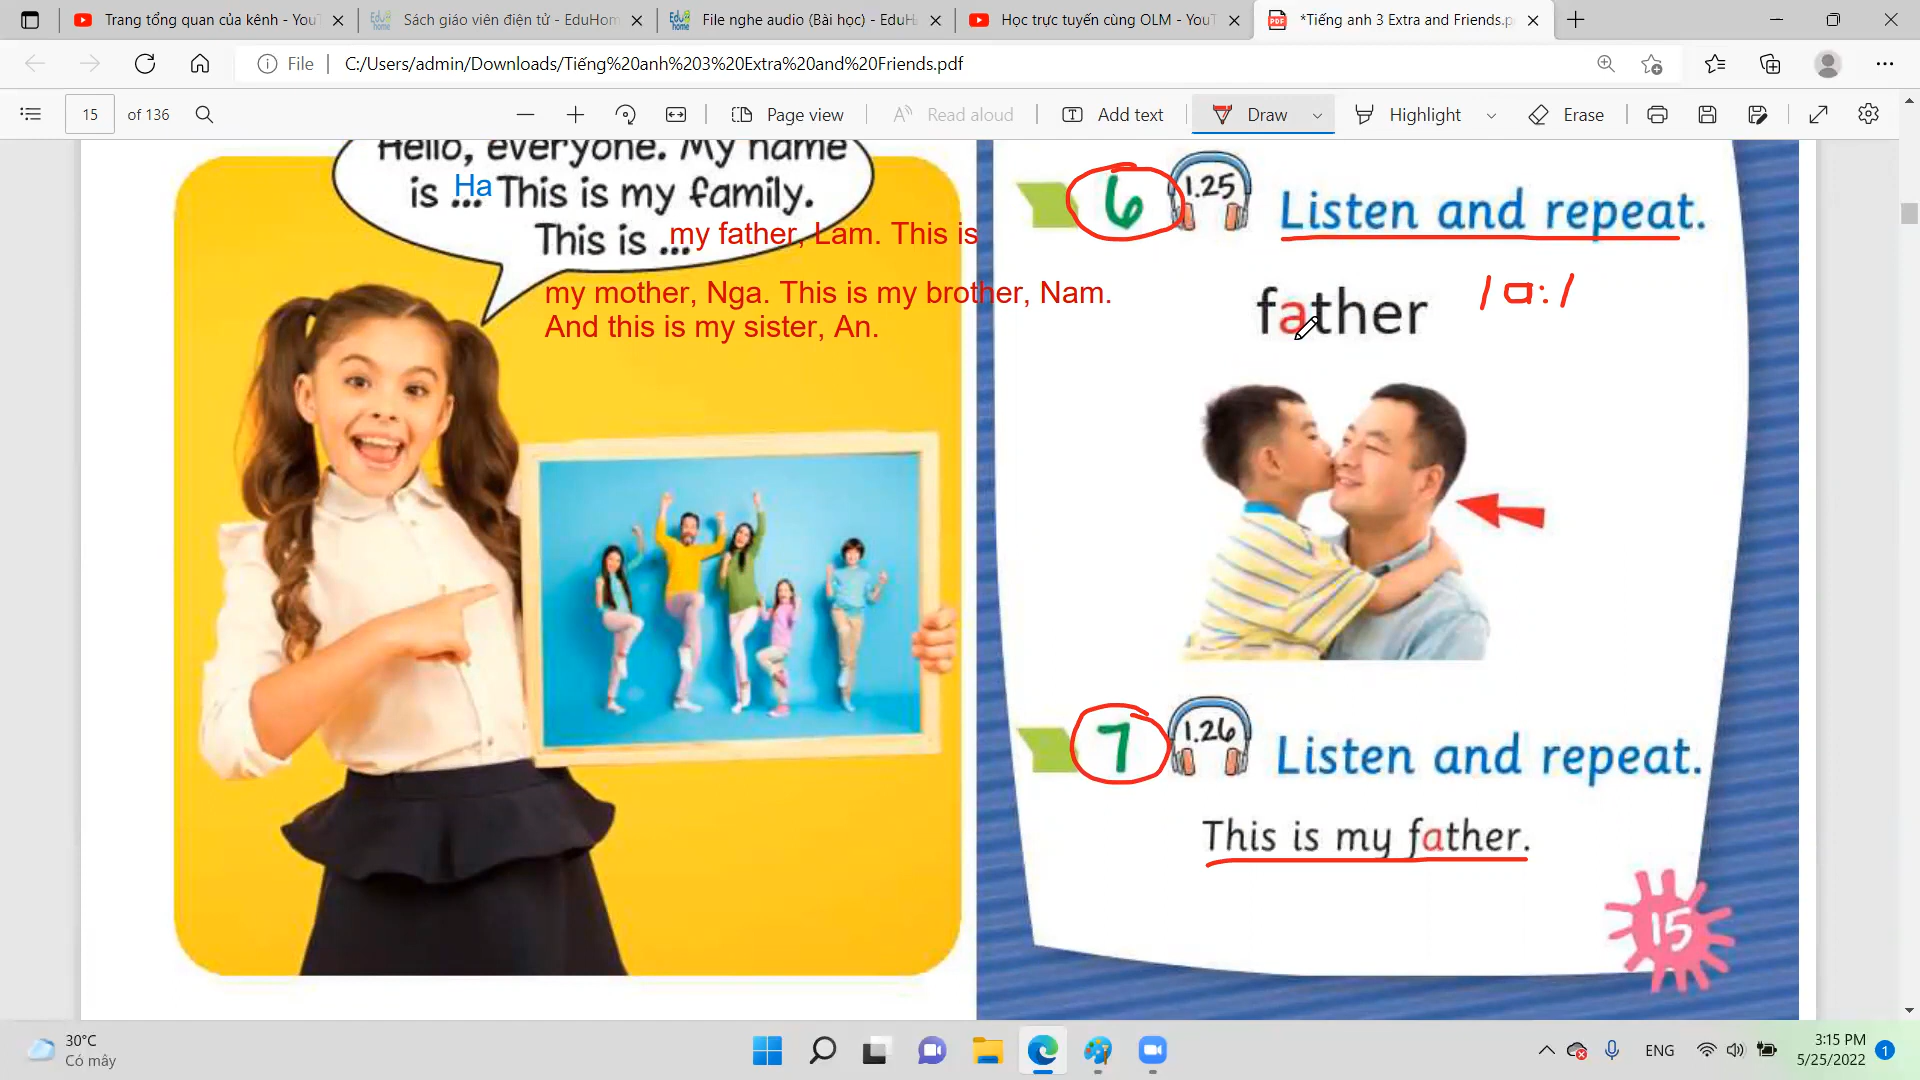 Trang tổng quan của kênh - YouT
Sách giáo viên điện tử - EduHom
File nghe audio (Bài học) - EduH
Học trực tuyến cùng OLM - YouT
*Tiếng anh 3 Extra and Friends.p
File
C:/Users/admin/Downloads/Tiếng%20anh%203%20Extra%20and%20Friends.pdf
15 of 136
Page view
Read aloud
Add text
Draw
Highlight
Erase
Hello, everyone. My name
is ... Ha This is my family.
This is ... my father, Lam. This is
my mother, Nga. This is my brother, Nam.
And this is my sister, An.
6 1.25 Listen and repeat.
father /a:/
7 1.26 Listen and repeat.
This is my father.
15
30°C
Có mây
ENG
3:15 PM
5/25/2022
1